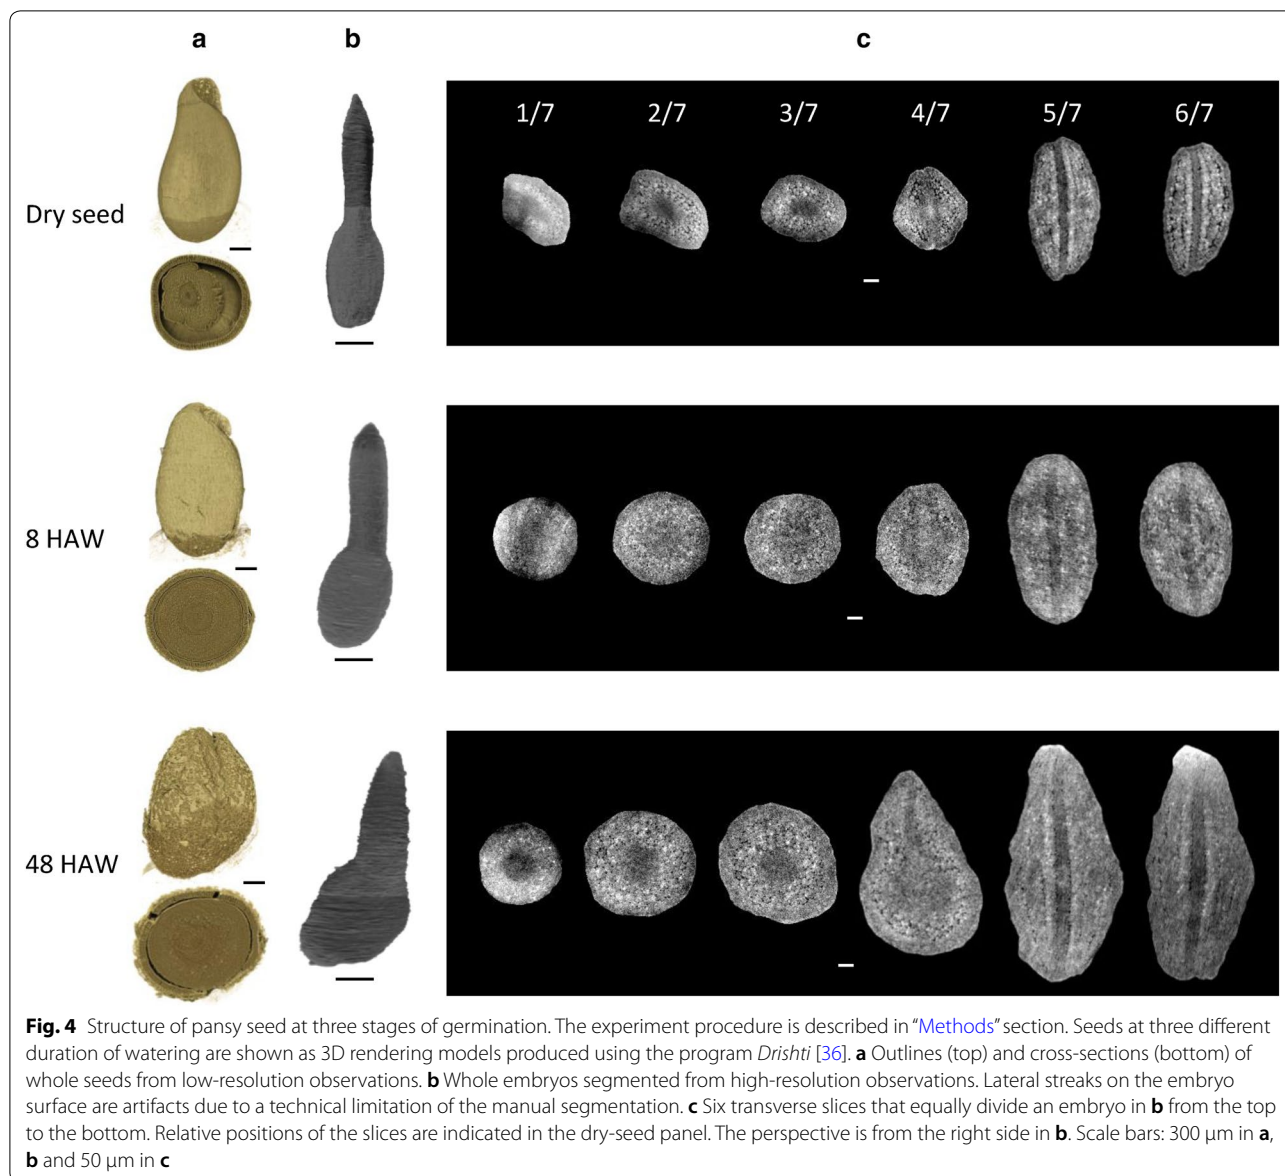 a b c
1/7 2/7 3/7 4/7 5/7 6/7
Dry seed
8 HAW
48 HAW
Fig. 4 Structure of pansy seed at three stages of germination. The experiment procedure is described in “Methods” section. Seeds at three different
duration of watering are shown as 3D rendering models produced using the program Drishti [36]. a Outlines (top) and cross-sections (bottom) of
whole seeds from low-resolution observations. b Whole embryos segmented from high-resolution observations. Lateral streaks on the embryo
surface are artifacts due to a technical limitation of the manual segmentation. c Six transverse slices that equally divide an embryo in b from the top
to the bottom. Relative positions of the slices are indicated in the dry-seed panel. The perspective is from the right side in b. Scale bars: 300 μm in a,
b and 50 μm in c